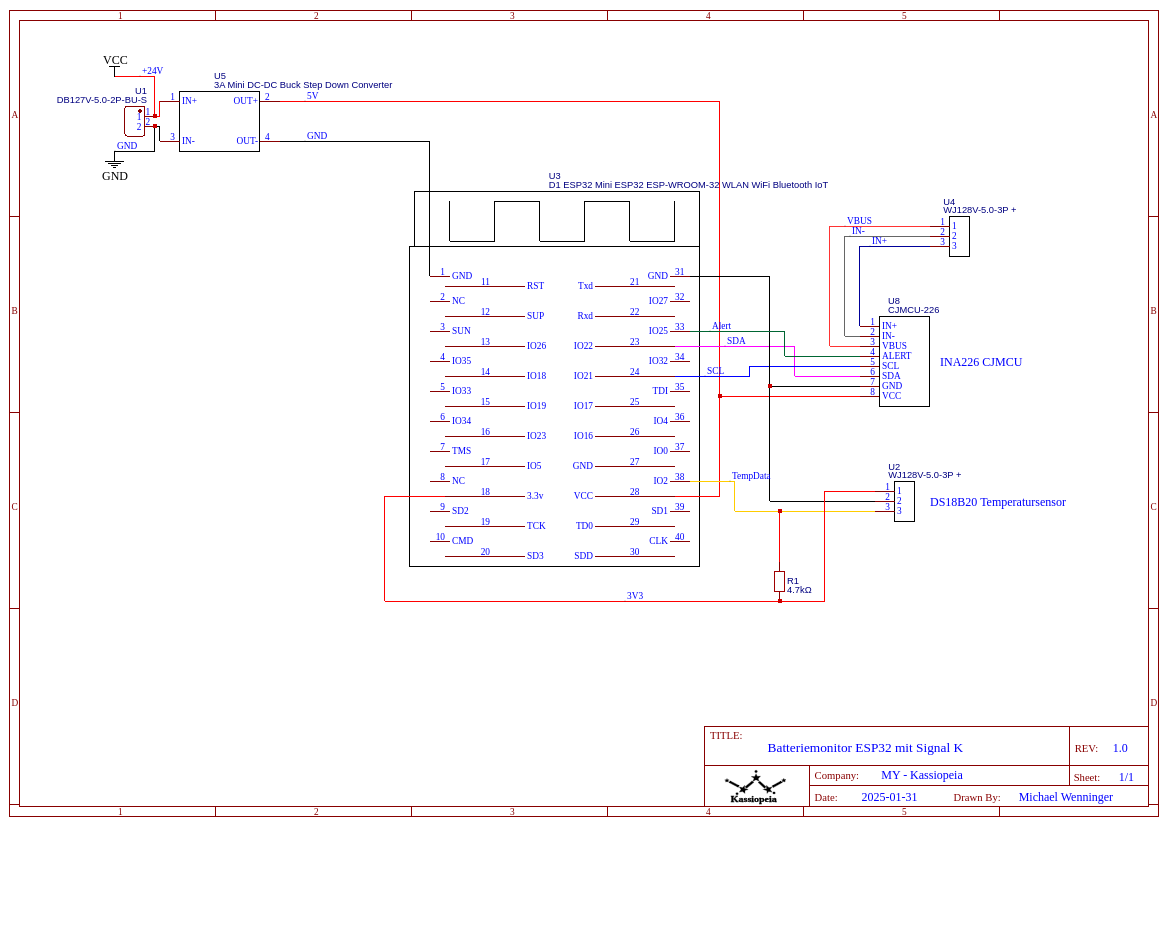 1 2 3 4 5
VCC
+24V
U1
DB127V-5.0-2P-BU-S
1 1
2 2
GND
GND
U5
3A Mini DC-DC Buck Step Down Converter
1 IN+ OUT+ 2 5V
3 IN- OUT- 4 GND
A A
U3
D1 ESP32 Mini ESP32 ESP-WROOM-32 WLAN WiFi Bluetooth IoT
1 GND GND 31
11 RST Txd 21
2 NC IO27 32
12 SUP Rxd 22
3 SUN IO25 33 Alert
13 IO26 IO22 23 SDA
4 IO35 IO32 34
14 IO18 IO21 24 SCL
5 IO33 TDI 35
15 IO19 IO17 25
6 IO34 IO4 36
16 IO23 IO16 26
7 TMS IO0 37
17 IO5 GND 27
8 NC IO2 38 TempData
18 3.3v VCC 28
9 SD2 SD1 39
19 TCK TD0 29
10 CMD CLK 40
20 SD3 SDD 30
B B
U4
WJ128V-5.0-3P +
VBUS 1 1
IN- 2 2
IN+ 3 3
U8
CJMCU-226
1 IN+
2 IN-
3 VBUS
4 ALERT
5 SCL
6 SDA
7 GND
8 VCC
INA226 CJMCU
C C
U2
WJ128V-5.0-3P +
1 1
2 2
3 3
DS18B20 Temperatursensor
R1
4.7kΩ
3V3
D D
TITLE:
Batteriemonitor ESP32 mit Signal K
REV: 1.0
Kassiopeia
Company: MY - Kassiopeia
Sheet: 1/1
Date: 2025-01-31
Drawn By: Michael Wenninger
1 2 3 4 5